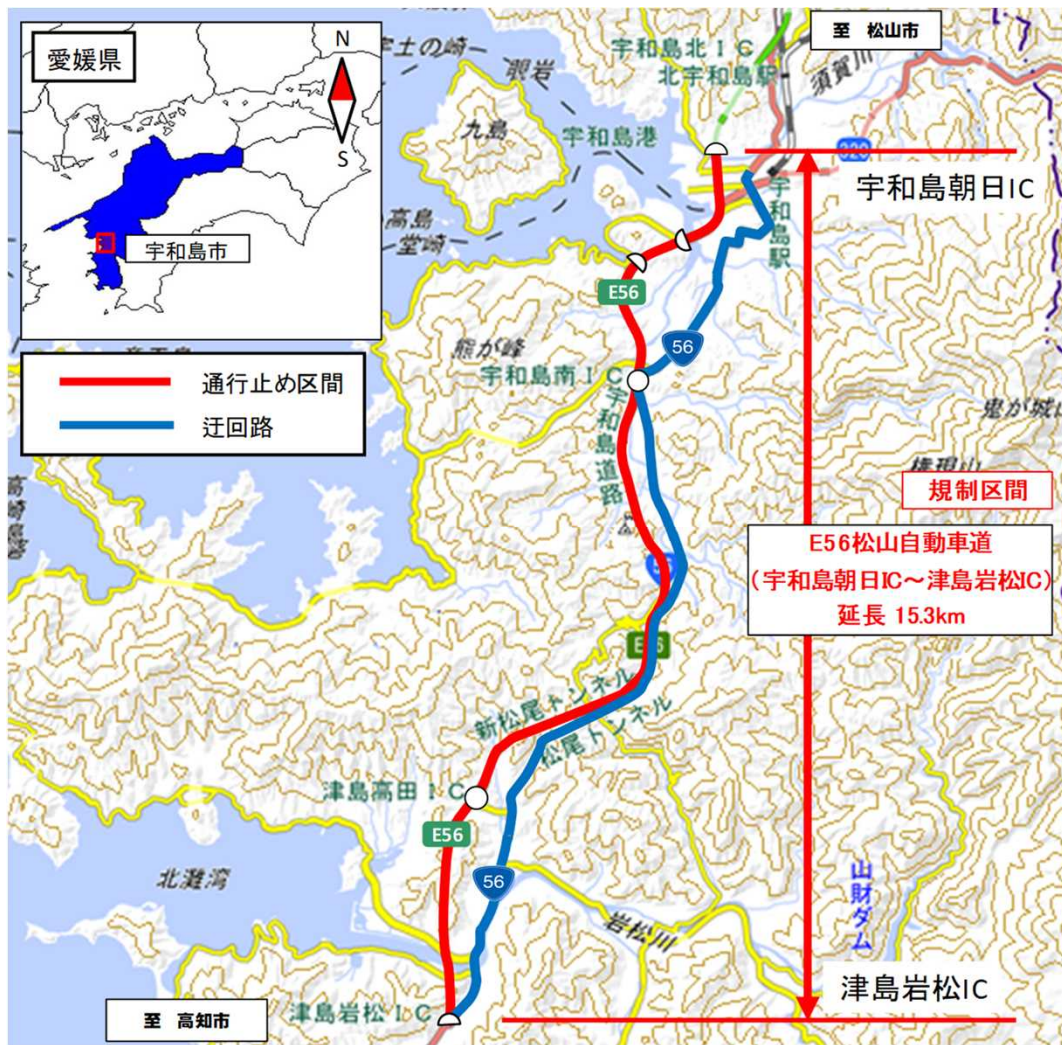 愛媛県
N
S
宇和島市
通行止め区間
迂回路
至 松山市
宇和島北IC
北宇和島駅
須賀川
九島
宇和島港
320
宇和島朝日IC
高島
堂崎
宇和島駅
E56
56
熊が峰
宇和島南IC
宇和島道路
権現山
規制区間
E56松山自動車道
(宇和島朝日IC~津島岩松IC)
延長 15.3km
新松尾トンネル
松尾トンネル
津島高田IC
E56
56
北灘湾
岩松川
山財ダム
津島岩松IC
津島岩松IC
至 高知市